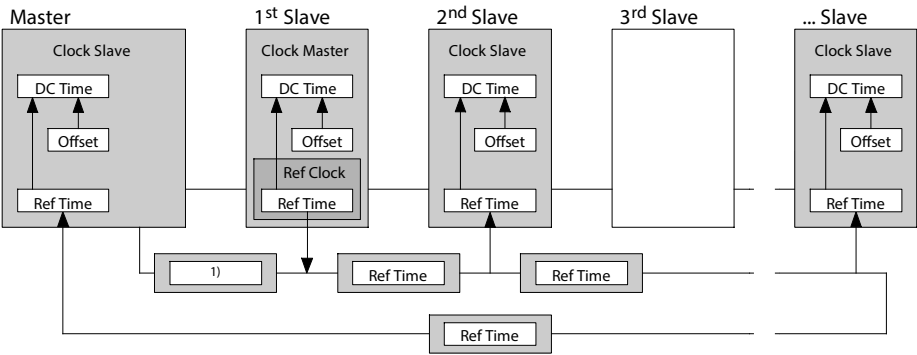 Master 1st Slave 2nd Slave 3rd Slave ... Slave
Clock Slave Clock Master Clock Slave Clock Slave
DC Time DC Time DC Time DC Time
Offset Offset Offset Offset
Ref Clock
Ref Time Ref Time Ref Time Ref Time
1) Ref Time Ref Time
Ref Time